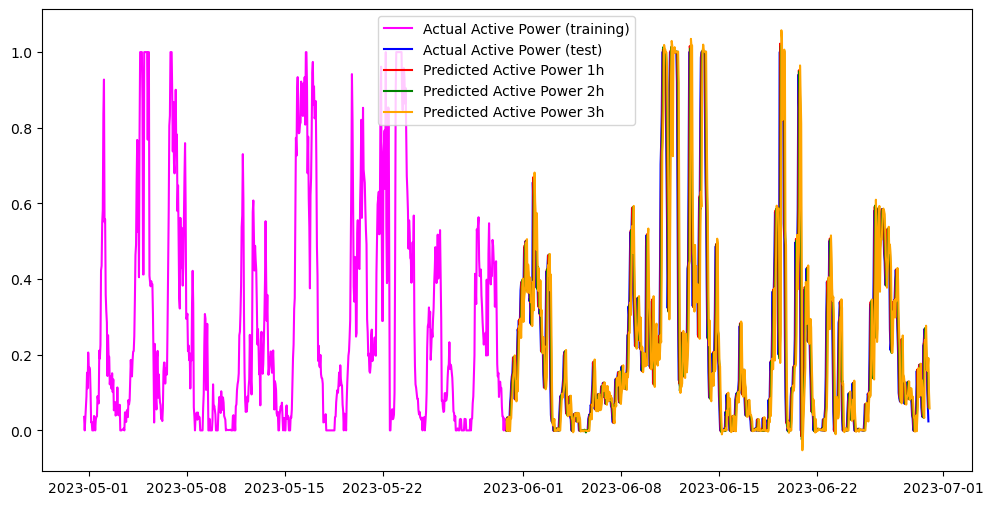 Actual Active Power (training)
Actual Active Power (test)
Predicted Active Power 1h
Predicted Active Power 2h
Predicted Active Power 3h
1.0
0.8
0.6
0.4
0.2
0.0
2023-05-01 2023-05-08 2023-05-15 2023-05-22 2023-06-01 2023-06-08 2023-06-15 2023-06-22 2023-07-01